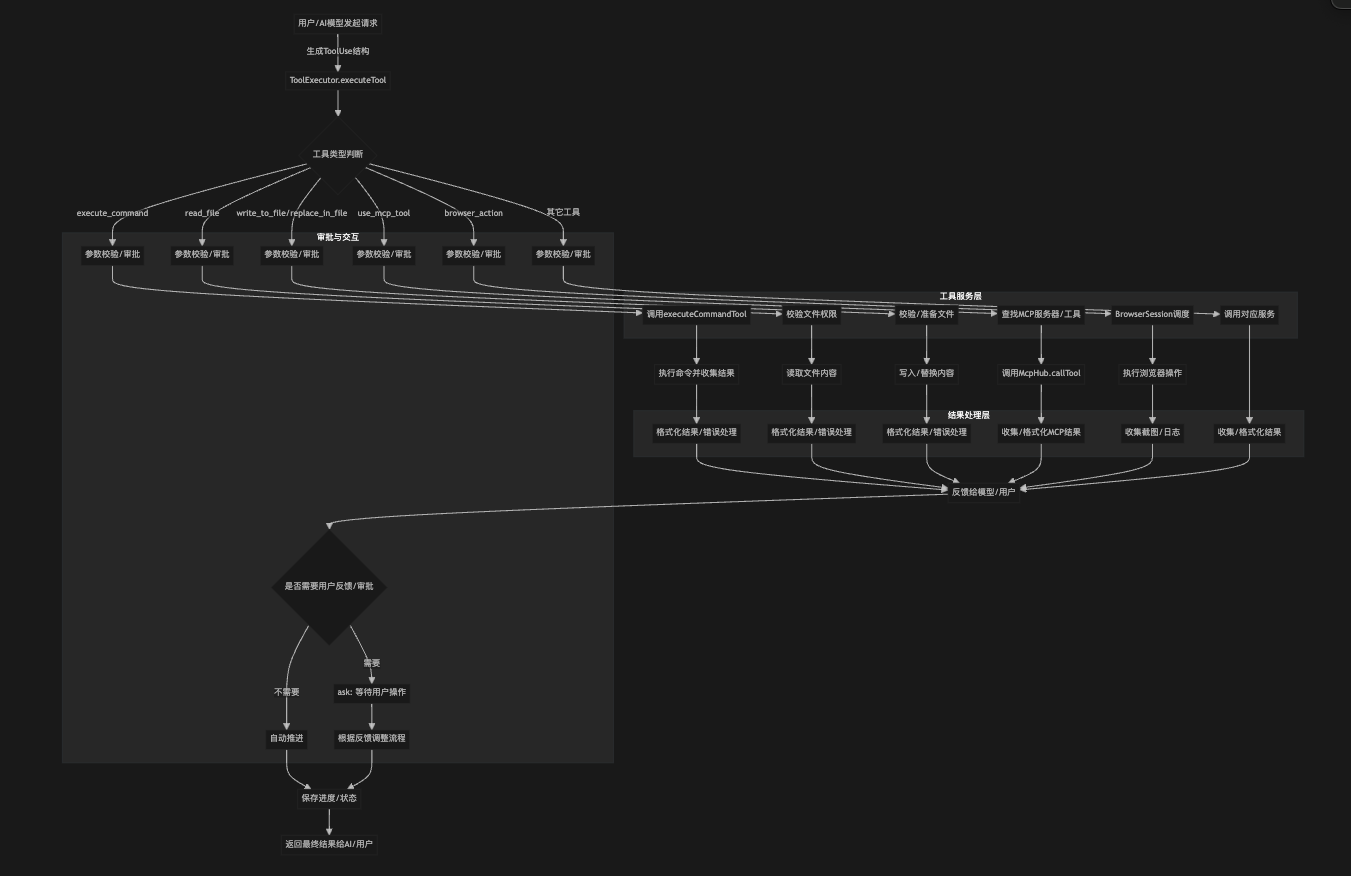 用户/AI模型发起请求
生成ToolUse结构
ToolExecutor.executeTool
工具类型判断
execute_command
read_file
write_to_file/replace_in_file
use_mcp_tool
browser_action
其它工具
审批与交互
参数校验/审批
参数校验/审批
参数校验/审批
参数校验/审批
参数校验/审批
参数校验/审批
工具服务层
调用executeCommandTool
校验文件权限
校验/准备文件
查找MCP服务器/工具
BrowserSession调度
调用对应服务
执行命令并收集结果
读取文件内容
写入/替换内容
调用McpHub.callTool
执行浏览器操作
结果处理层
格式化结果/错误处理
格式化结果/错误处理
格式化结果/错误处理
收集/格式化MCP结果
收集截图/日志
收集/格式化结果
反馈给模型/用户
是否需要用户反馈/审批
需要
不需要
ask: 等待用户操作
自动推进
根据反馈调整流程
保存进度/状态
返回最终结果给AI/用户